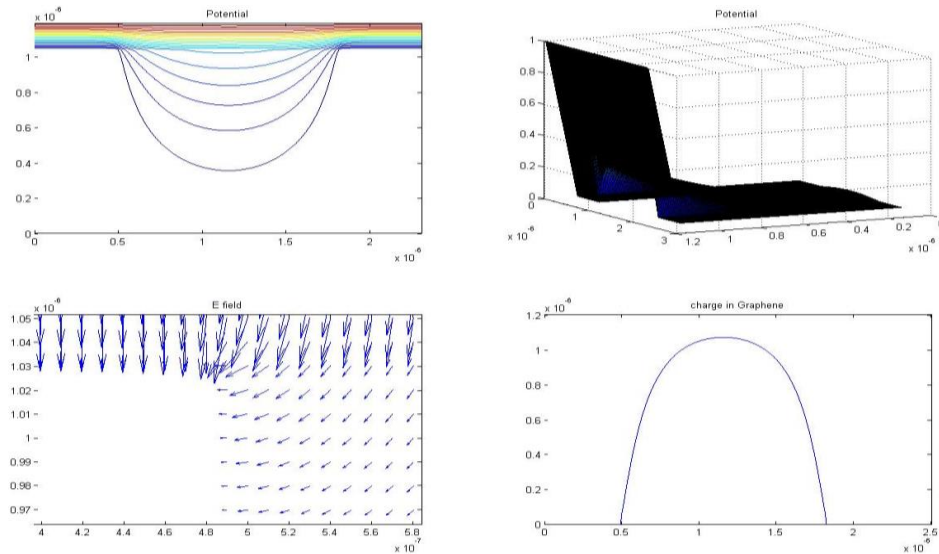 Potential
x 10⁻⁶
1
0.8
0.6
0.4
0.2
0
0 0.5 1 1.5 2
x 10⁻⁶
Potential
1
0.8
0.6
0.4
0.2
0
0
1
2
3
x 10⁻⁶
1.2 1 0.8 0.6 0.4 0.2 0
x 10⁻⁶
E field
x 10⁻⁶
1.05
1.04
1.03
1.02
1.01
1
0.99
0.98
0.97
4 4.2 4.4 4.6 4.8 5 5.2 5.4 5.6 5.8
x 10⁻⁷
charge in Graphene
x 10⁻⁶
1.2
1
0.8
0.6
0.4
0.2
0
0 0.5 1 1.5 2 2.5
x 10⁻⁶